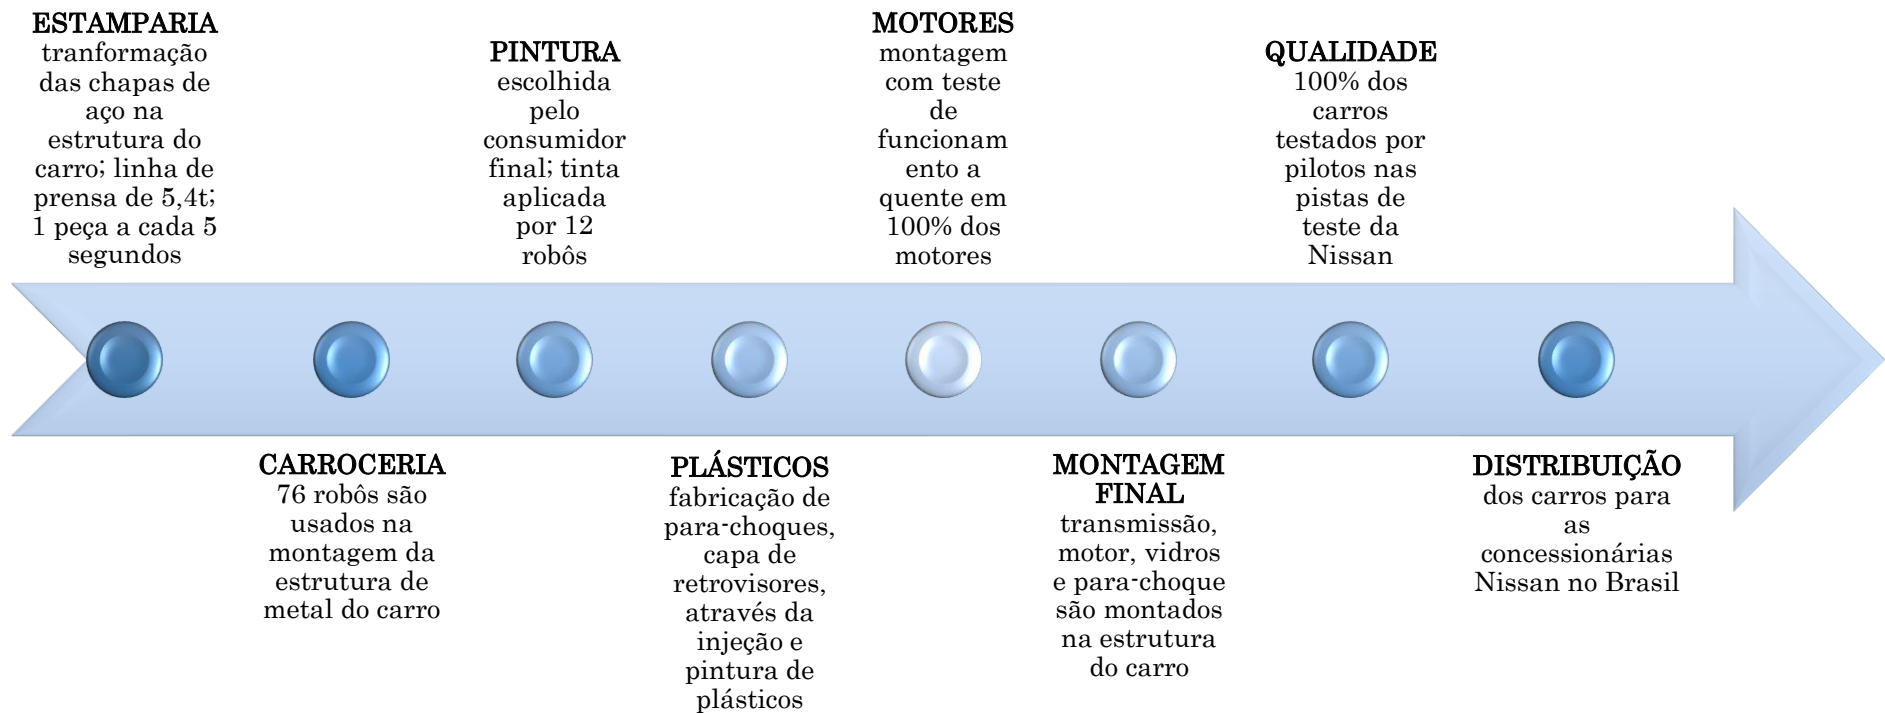 ESTAMPARIA
tranformação
das chapas de
aço na
estrutura do
carro; linha de
prensa de 5,4t;
1 peça a cada 5
segundos
CARROCERIA
76 robôs são
usados na
montagem da
estrutura de
metal do carro
PINTURA
escolhida
pelo
consumidor
final; tinta
aplicada
por 12
robôs
PLÁSTICOS
fabricação de
para-choques,
capa de
retrovisores,
através da
injeção e
pintura de
plásticos
MOTORES
montagem
com teste
de
funcionam
ento a
quente em
100% dos
motores
MONTAGEM
FINAL
transmissão,
motor, vidros
e para-choque
são montados
na estrutura
do carro
QUALIDADE
100% dos
carros
testados por
pilotos nas
pistas de
teste da
Nissan
DISTRIBUIÇÃO
dos carros para
as
concessionárias
Nissan no Brasil